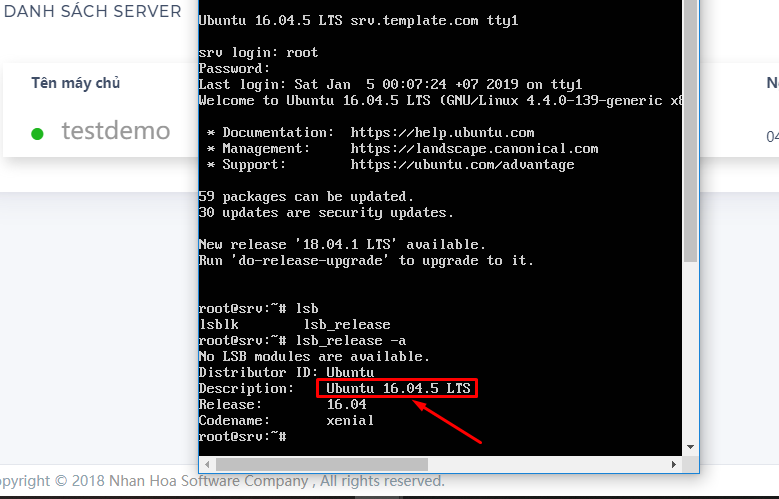 DANH SÁCH SERVER
Tên máy chủ
testdemo
Ubuntu 16.04.5 LTS srv.template.com tty1
srv login: root
Password:
Last login: Sat Jan  5 00:07:24 +07 2019 on tty1
Welcome to Ubuntu 16.04.5 LTS (GNU/Linux 4.4.0-139-generic x8
* Documentation:  https://help.ubuntu.com
* Management:     https://landscape.canonical.com
* Support:        https://ubuntu.com/advantage
59 packages can be updated.
30 updates are security updates.
New release '18.04.1 LTS' available.
Run 'do-release-upgrade' to upgrade to it.
root@srv:~# lsb
lsblk        lsb_release
root@srv:~# lsb_release -a
No LSB modules are available.
Distributor ID: Ubuntu
Description:    Ubuntu 16.04.5 LTS
Release:        16.04
Codename:       xenial
root@srv:~#
04
opyright © 2018 Nhan Hoa Software Company , All rights reserved.